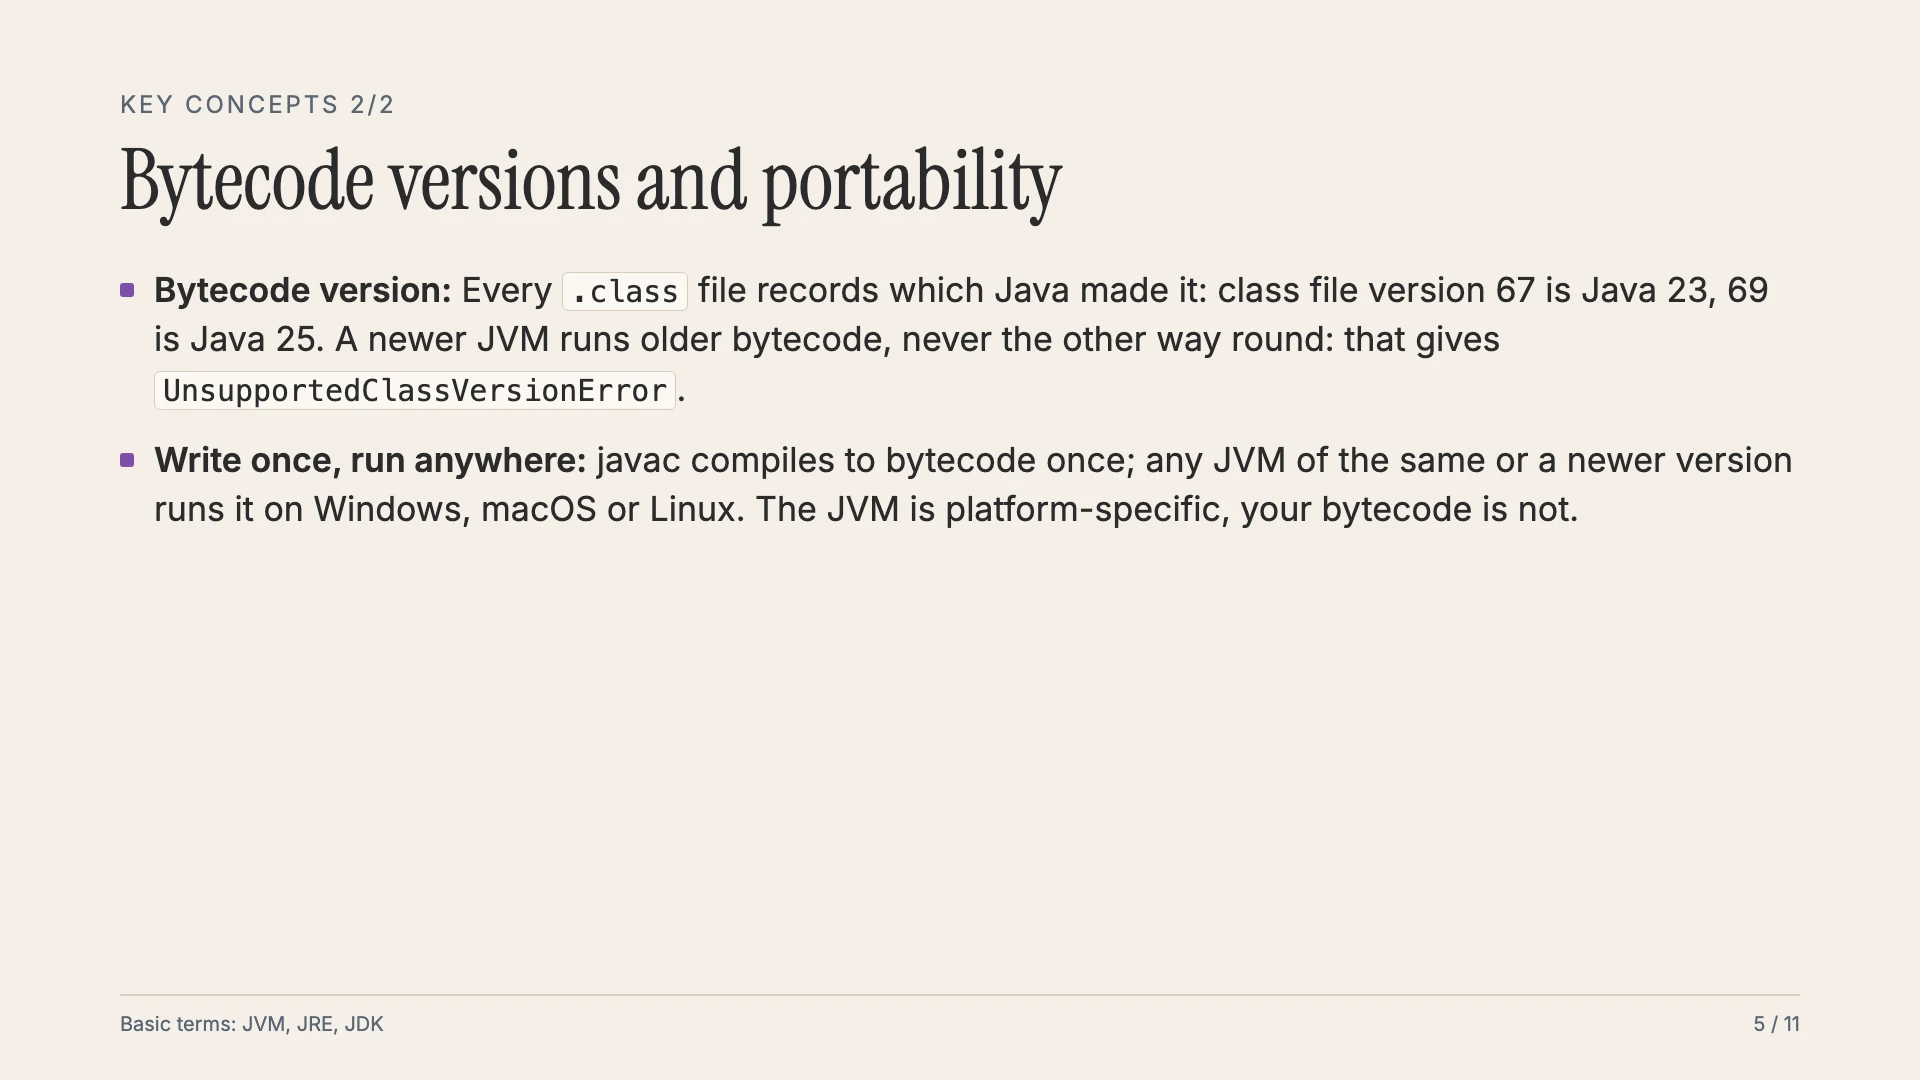 KEY CONCEPTS 2/2
Bytecode versions and portability
Bytecode version: Every .class file records which Java made it: class file version 67 is Java 23, 69
is Java 25. A newer JVM runs older bytecode, never the other way round: that gives
UnsupportedClassVersionError.
Write once, run anywhere: javac compiles to bytecode once; any JVM of the same or a newer version
runs it on Windows, macOS or Linux. The JVM is platform-specific, your bytecode is not.
Basic terms: JVM, JRE, JDK
5 / 11